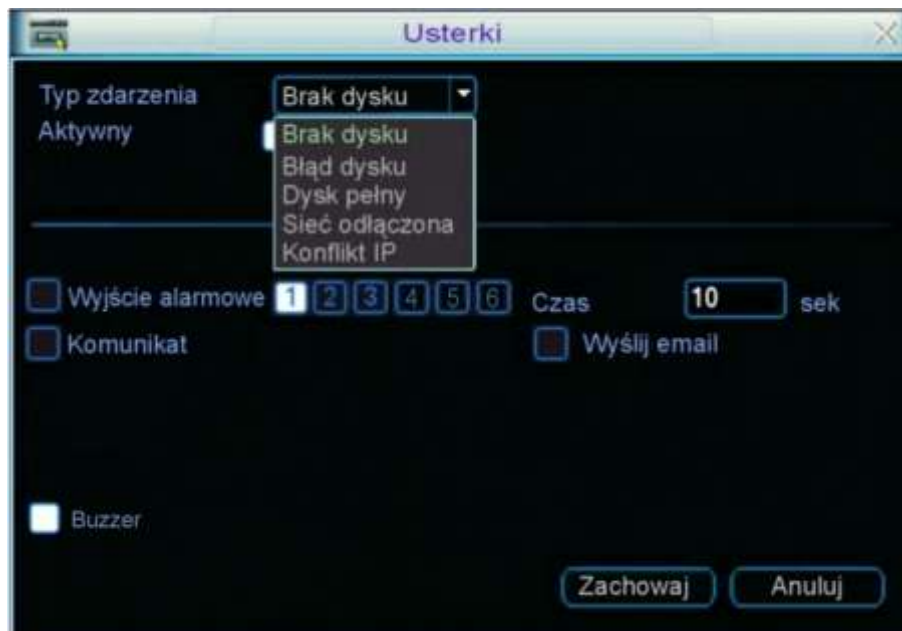 Usterki
Typ zdarzenia Brak dysku
Aktywny Brak dysku
Błąd dysku
Dysk pełny
Sieć odłączona
Konflikt IP
Wyjście alarmowe 1 2 3 4 5 6 Czas 10 sek
Komunikat Wyślij email
Buzzer
Zachowaj Anuluj